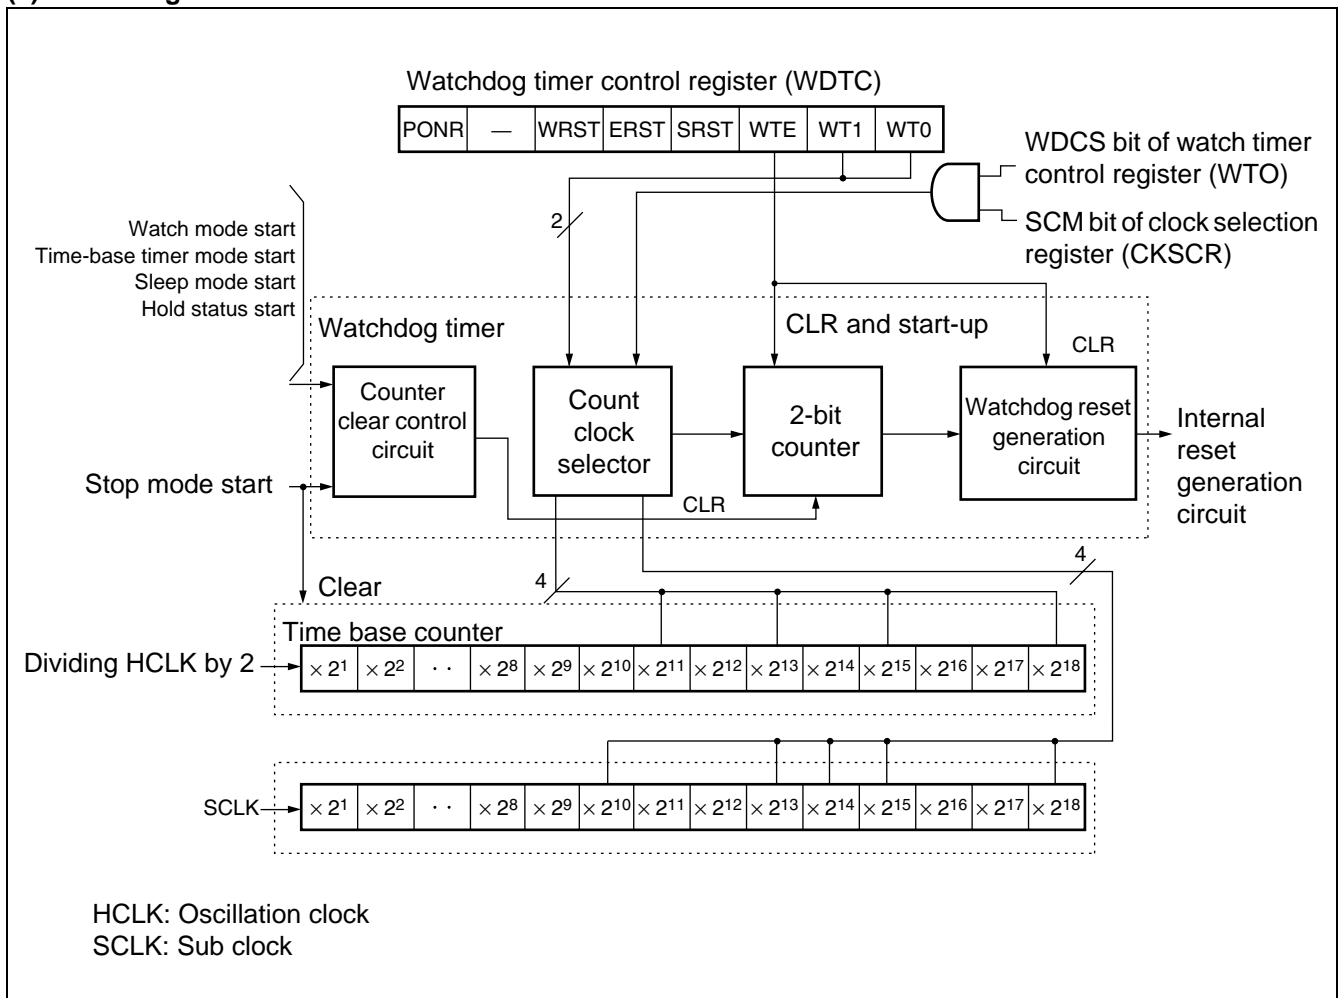 Watchdog timer control register (WDTC)
PONR — WRST ERST SRST WTE WT1 WT0
WDCS bit of watch timer
control register (WTO)
SCM bit of clock selection
register (CKSCR)
2
Watch mode start
Time-base timer mode start
Sleep mode start
Hold status start
Watchdog timer
CLR and start-up
CLR
Counter
clear control
circuit
Count
clock
selector
2-bit
counter
Watchdog reset
generation
circuit
Internal
reset
generation
circuit
Stop mode start
CLR
4
4
Clear
Time base counter
Dividing HCLK by 2
× 2¹ × 2² · · × 2⁸ × 2⁹ × 2¹⁰ × 2¹¹ × 2¹² × 2¹³ × 2¹⁴ × 2¹⁵ × 2¹⁶ × 2¹⁷ × 2¹⁸
SCLK
× 2¹ × 2² · · × 2⁸ × 2⁹ × 2¹⁰ × 2¹¹ × 2¹² × 2¹³ × 2¹⁴ × 2¹⁵ × 2¹⁶ × 2¹⁷ × 2¹⁸
HCLK: Oscillation clock
SCLK: Sub clock